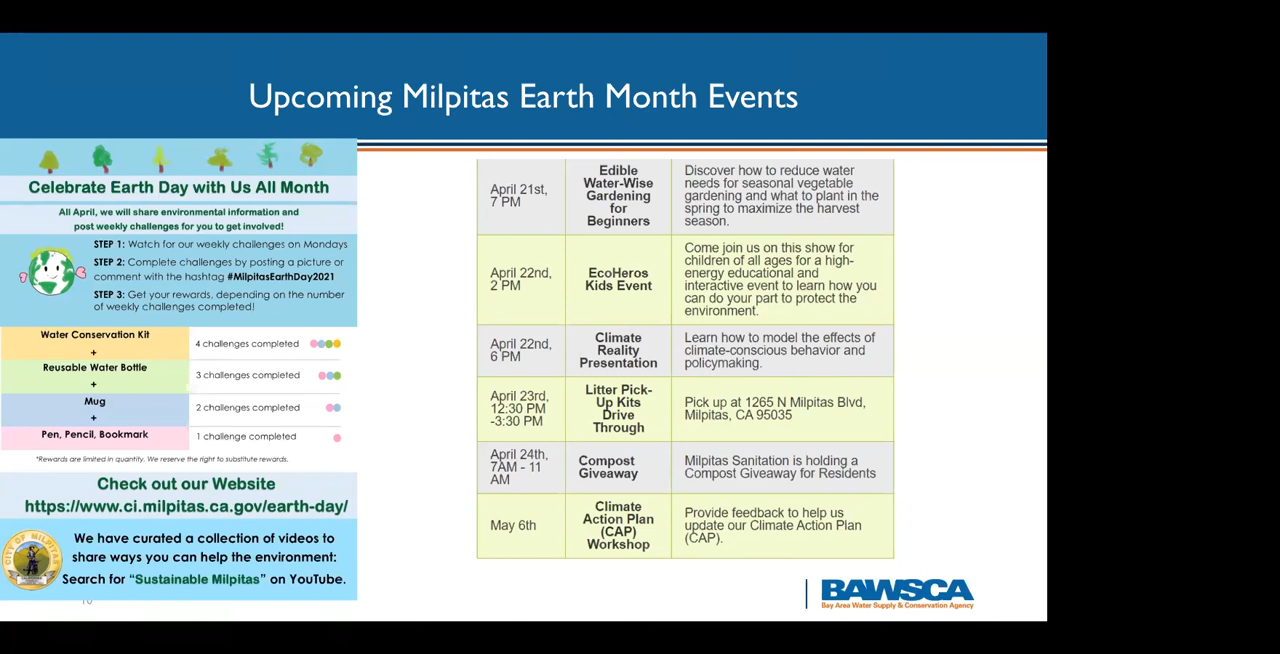 Upcoming Milpitas Earth Month Events
Celebrate Earth Day with Us All Month
All April, we will share environmental information and
post weekly challenges for you to get involved!
STEP 1: Watch for our weekly challenges on Mondays
STEP 2: Complete challenges by posting a picture or
comment with the hashtag #MilpitasEarthDay2021
STEP 3: Get your rewards, depending on the number
of weekly challenges completed!
Water Conservation Kit
+
4 challenges completed
Reusable Water Bottle
+
3 challenges completed
Mug
+
2 challenges completed
Pen, Pencil, Bookmark
1 challenge completed
*Rewards are limited in quantity. We reserve the right to substitute rewards.
Check out our Website
https://www.ci.milpitas.ca.gov/earth-day/
We have curated a collection of videos to
share ways you can help the environment:
Search for “Sustainable Milpitas” on YouTube.
CITY OF MILPITAS
April 21st,
7 PM
Edible
Water-Wise
Gardening
for
Beginners
Discover how to reduce water
needs for seasonal vegetable
gardening and what to plant in the
spring to maximize the harvest
season.
April 22nd,
2 PM
EcoHeros
Kids Event
Come join us on this show for
children of all ages for a high-
energy educational and
interactive event to learn how you
can do your part to protect the
environment.
April 22nd,
6 PM
Climate
Reality
Presentation
Learn how to model the effects of
climate-conscious behavior and
policymaking.
April 23rd,
12:30 PM
-3:30 PM
Litter Pick-
Up Kits
Drive
Through
Pick up at 1265 N Milpitas Blvd,
Milpitas, CA 95035
April 24th,
7AM - 11
AM
Compost
Giveaway
Milpitas Sanitation is holding a
Compost Giveaway for Residents
May 6th
Climate
Action Plan
(CAP)
Workshop
Provide feedback to help us
update our Climate Action Plan
(CAP).
BAWSCA
Bay Area Water Supply & Conservation Agency